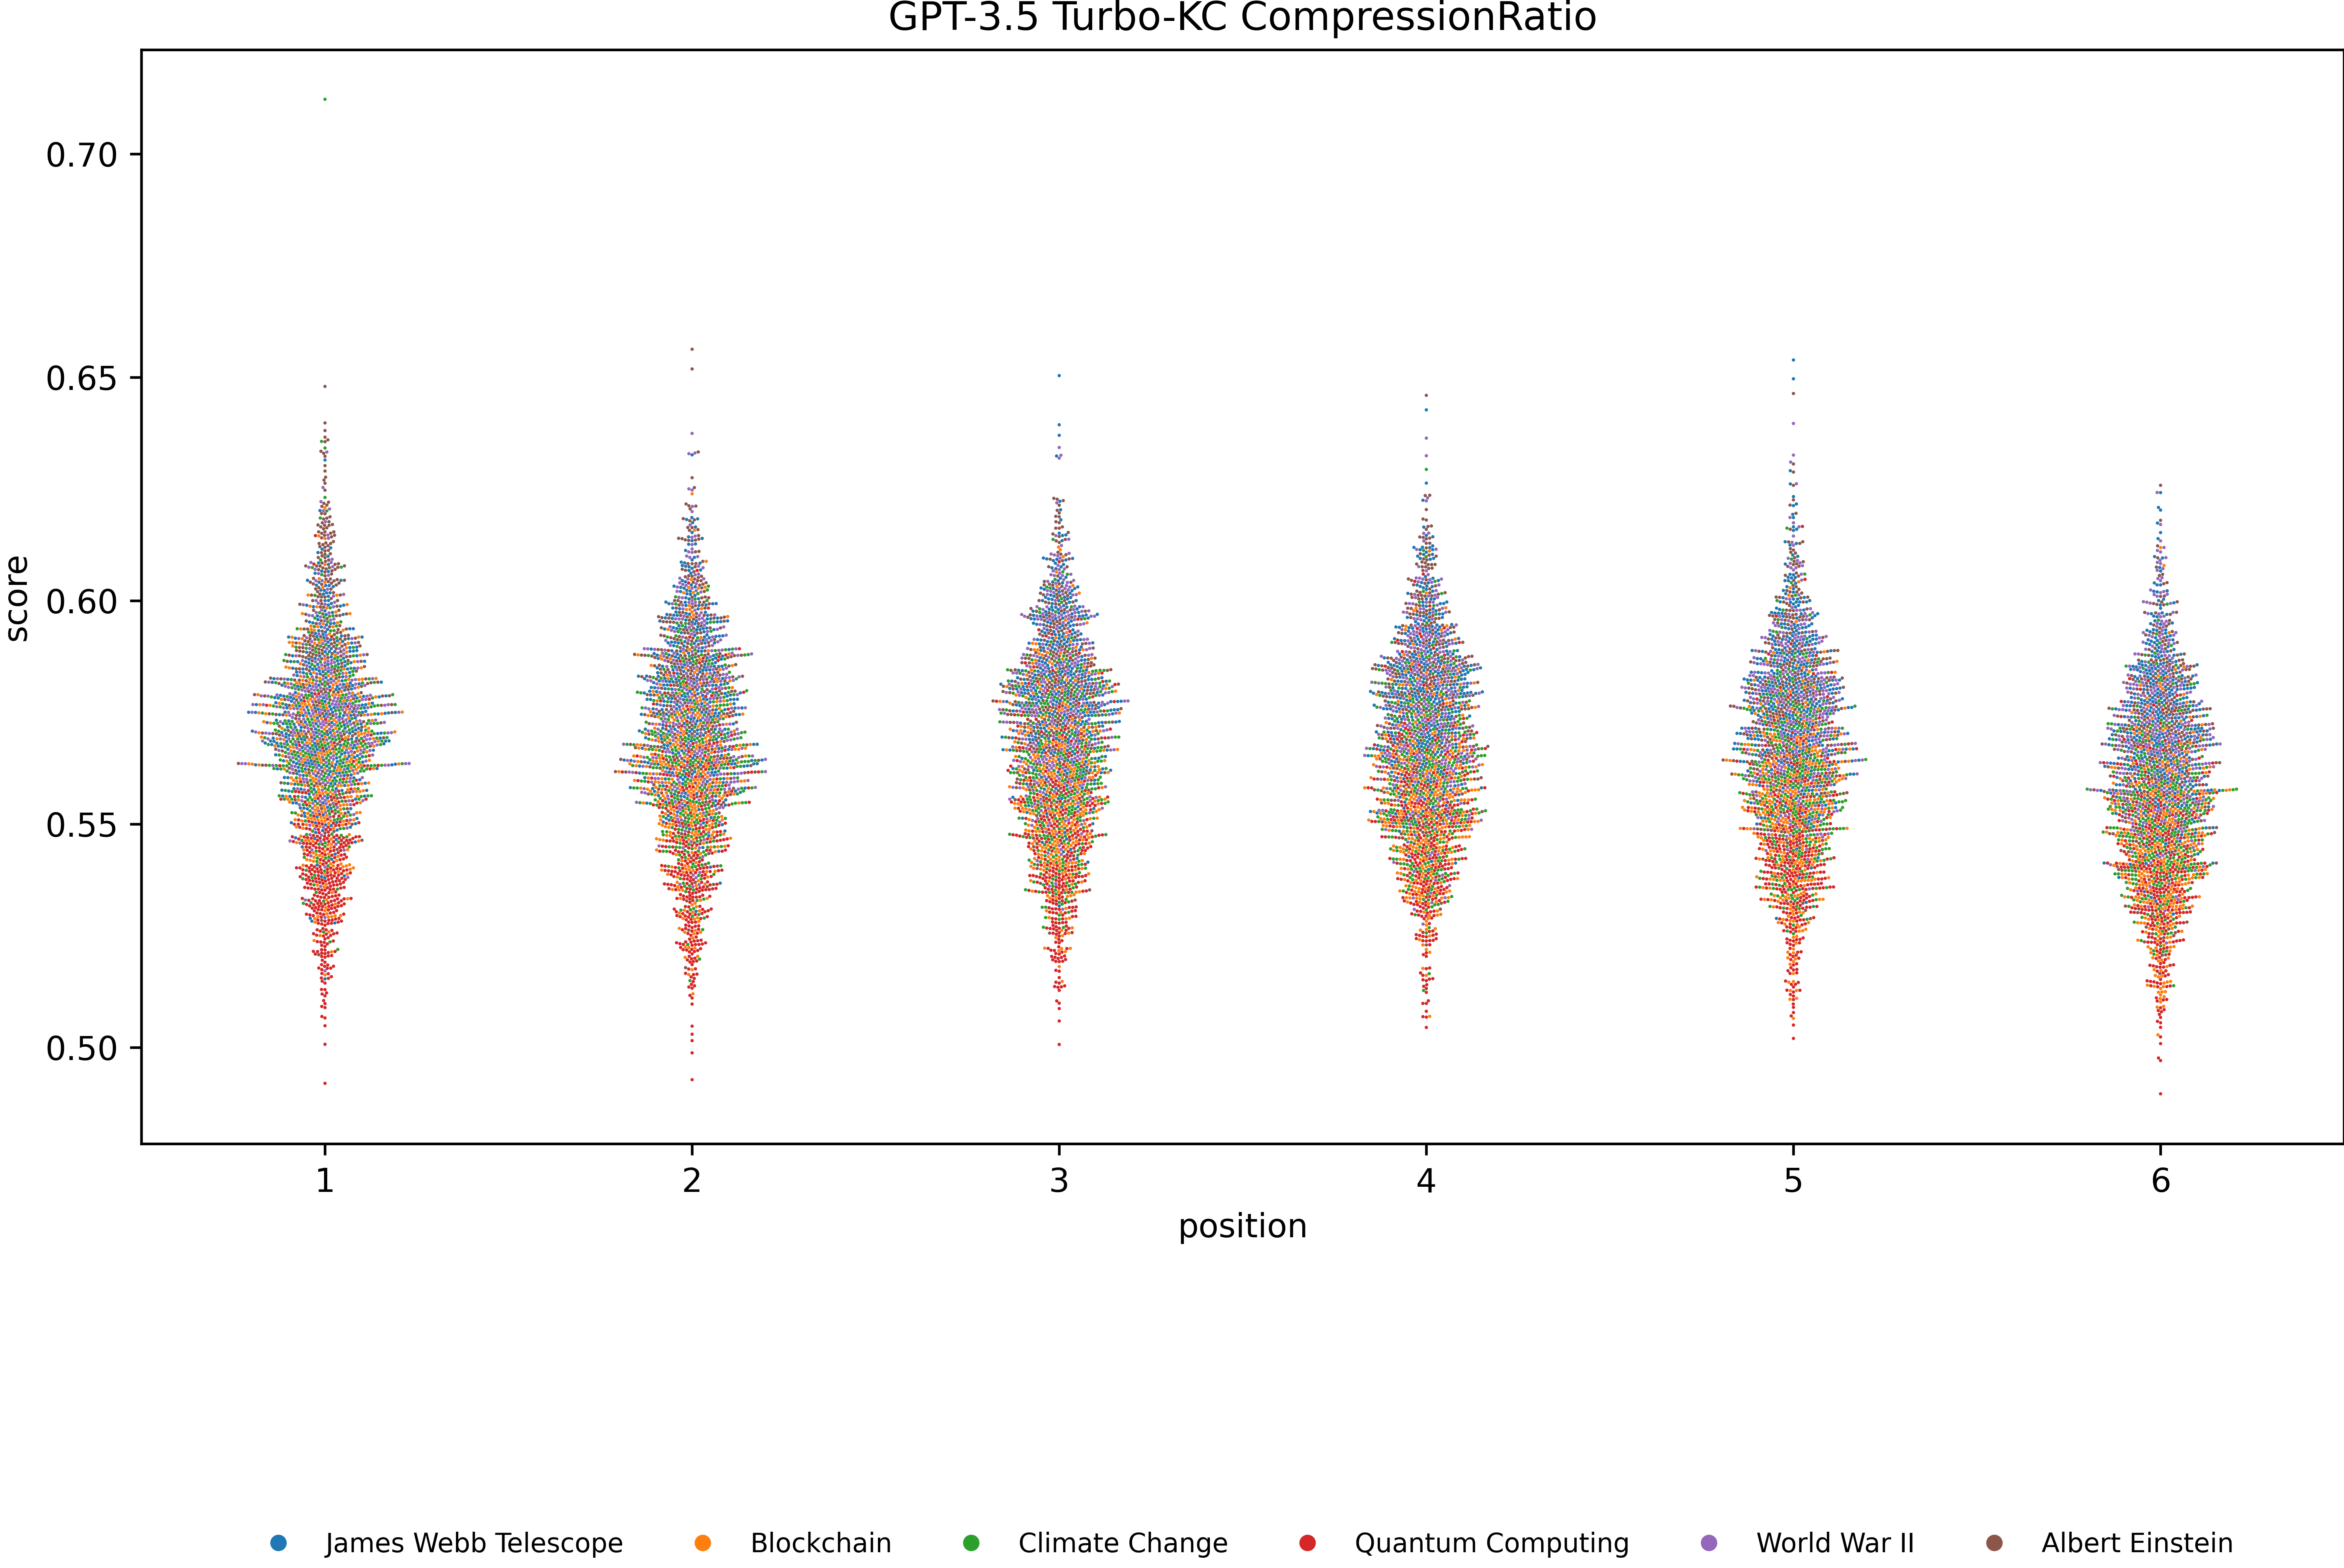 GPT-3.5 Turbo-KC CompressionRatio
0.70
0.65
0.60
0.55
0.50
score
1 2 3 4 5 6
position
James Webb Telescope Blockchain Climate Change Quantum Computing World War II Albert Einstein